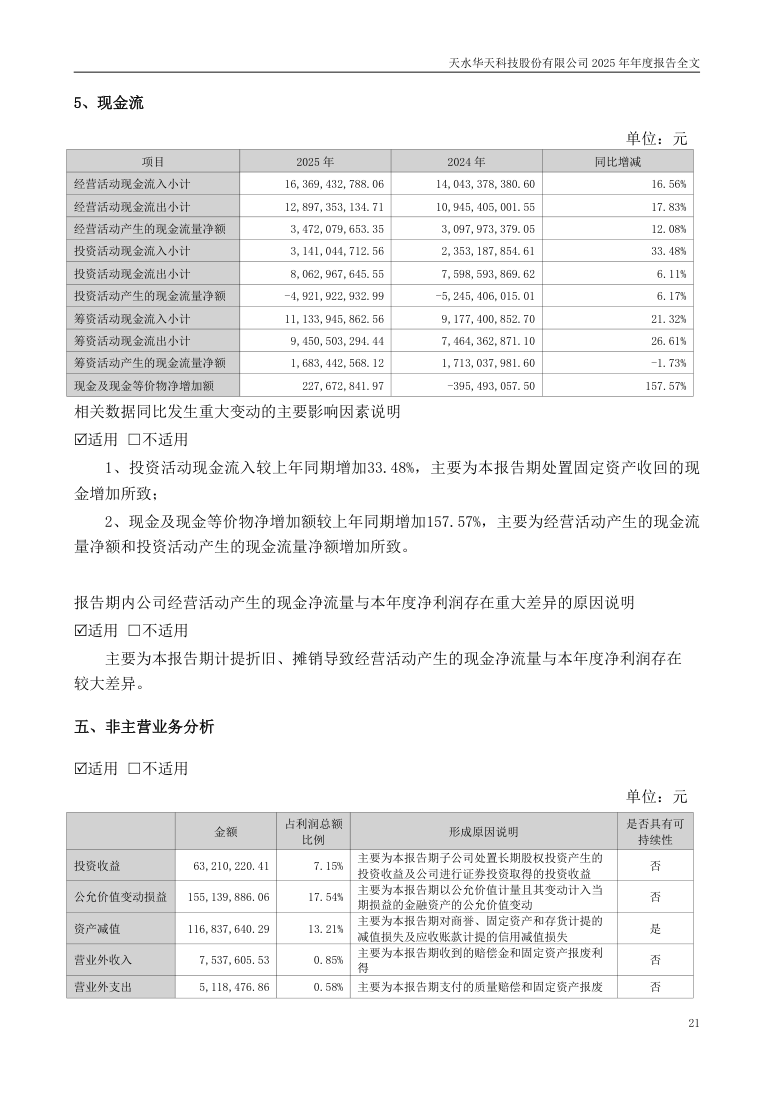 天水华天科技股份有限公司 2025 年年度报告全文
5、现金流
单位：元
项目 2025 年 2024 年 同比增减
经营活动现金流入小计 16,369,432,788.06 14,043,378,380.60 16.56%
经营活动现金流出小计 12,897,353,134.71 10,945,405,001.55 17.83%
经营活动产生的现金流量净额 3,472,079,653.35 3,097,973,379.05 12.08%
投资活动现金流入小计 3,141,044,712.56 2,353,187,854.61 33.48%
投资活动现金流出小计 8,062,967,645.55 7,598,593,869.62 6.11%
投资活动产生的现金流量净额 -4,921,922,932.99 -5,245,406,015.01 6.17%
筹资活动现金流入小计 11,133,945,862.56 9,177,400,852.70 21.32%
筹资活动现金流出小计 9,450,503,294.44 7,464,362,871.10 26.61%
筹资活动产生的现金流量净额 1,683,442,568.12 1,713,037,981.60 -1.73%
现金及现金等价物净增加额 227,672,841.97 -395,493,057.50 157.57%
相关数据同比发生重大变动的主要影响因素说明
☑适用 □不适用
1、投资活动现金流入较上年同期增加33.48%，主要为本报告期处置固定资产收回的现
金增加所致；
2、现金及现金等价物净增加额较上年同期增加157.57%，主要为经营活动产生的现金流
量净额和投资活动产生的现金流量净额增加所致。
报告期内公司经营活动产生的现金净流量与本年度净利润存在重大差异的原因说明
☑适用 □不适用
主要为本报告期计提折旧、摊销导致经营活动产生的现金净流量与本年度净利润存在
较大差异。
五、非主营业务分析
☑适用 □不适用
单位：元
金额 占利润总额比例 形成原因说明 是否具有可持续性
投资收益 63,210,220.41 7.15% 主要为本报告期子公司处置长期股权投资产生的
投资收益及公司进行证券投资取得的投资收益 否
公允价值变动损益 155,139,886.06 17.54% 主要为本报告期以公允价值计量且其变动计入当
期损益的金融资产的公允价值变动 否
资产减值 116,837,640.29 13.21% 主要为本报告期对商誉、固定资产和存货计提的
减值损失及应收账款计提的信用减值损失 是
营业外收入 7,537,605.53 0.85% 主要为本报告期收到的赔偿金和固定资产报废利
得 否
营业外支出 5,118,476.86 0.58% 主要为本报告期支付的质量赔偿和固定资产报废 否
21